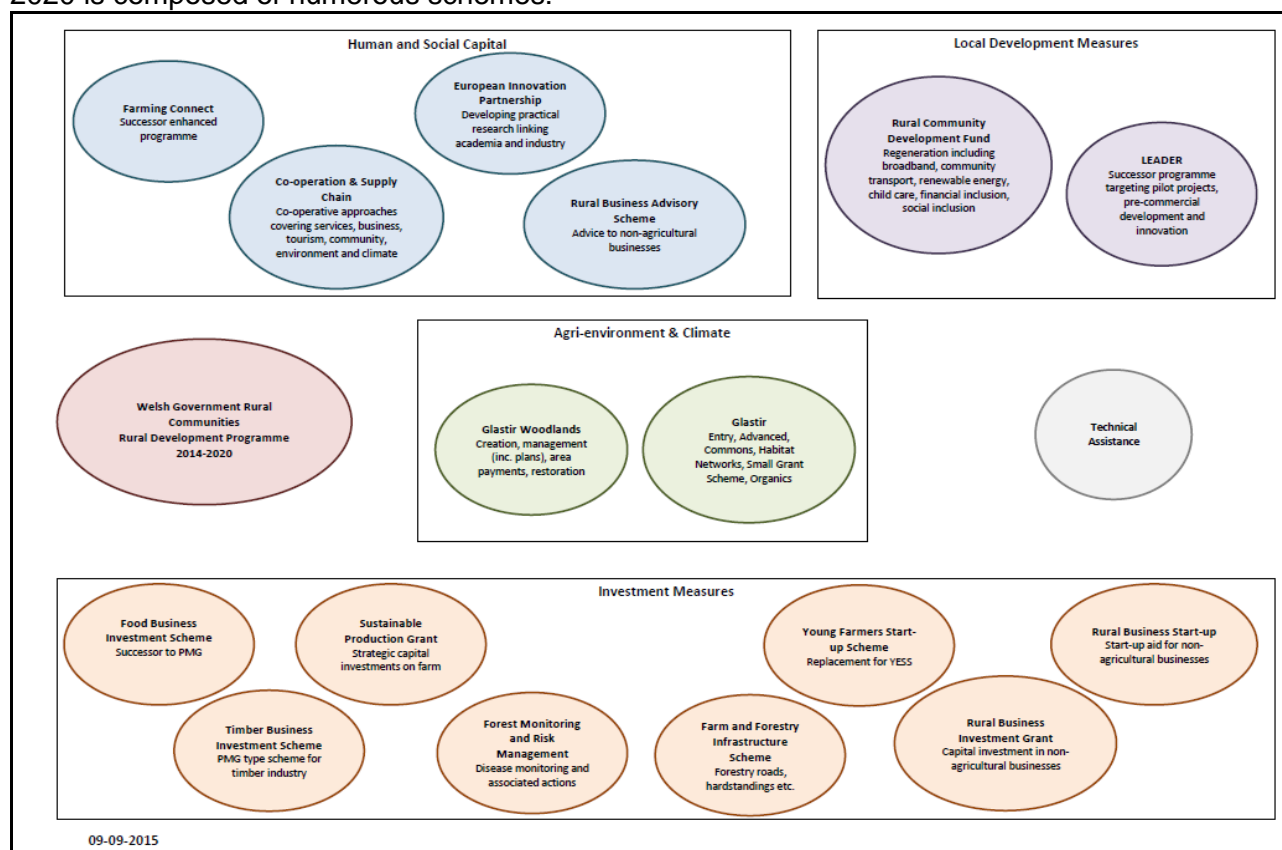 2020 is composed of numerous schemes.
Human and Social Capital
Farming Connect
Successor enhanced
programme
European Innovation
Partnership
Developing practical
research linking
academia and industry
Co-operation & Supply
Chain
Co-operative approaches
covering services, business,
tourism, community,
environment and climate
Rural Business Advisory
Scheme
Advice to non-agricultural
businesses
Local Development Measures
Rural Community
Development Fund
Regeneration including
broadband, community
transport, renewable energy,
child care, financial inclusion,
social inclusion
LEADER
Successor programme
targeting pilot projects,
pre-commercial
development and
innovation
Welsh Government Rural
Communities
Rural Development Programme
2014-2020
Agri-environment & Climate
Glastir Woodlands
Creation, management
(inc. plans), area
payments, restoration
Glastir
Entry, Advanced,
Commons, Habitat
Networks, Small Grant
Scheme, Organics
Technical
Assistance
Investment Measures
Food Business
Investment Scheme
Successor to PMG
Sustainable
Production Grant
Strategic capital
investments on farm
Young Farmers Start-
up Scheme
Replacement for YESS
Rural Business Start-up
Start-up aid for non-
agricultural businesses
Timber Business
Investment Scheme
PMG type scheme for
timber industry
Forest Monitoring
and Risk
Management
Disease monitoring and
associated actions
Farm and Forestry
Infrastructure
Scheme
Forestry roads,
hardstandings etc.
Rural Business
Investment Grant
Capital investment in non-
agricultural businesses
09-09-2015